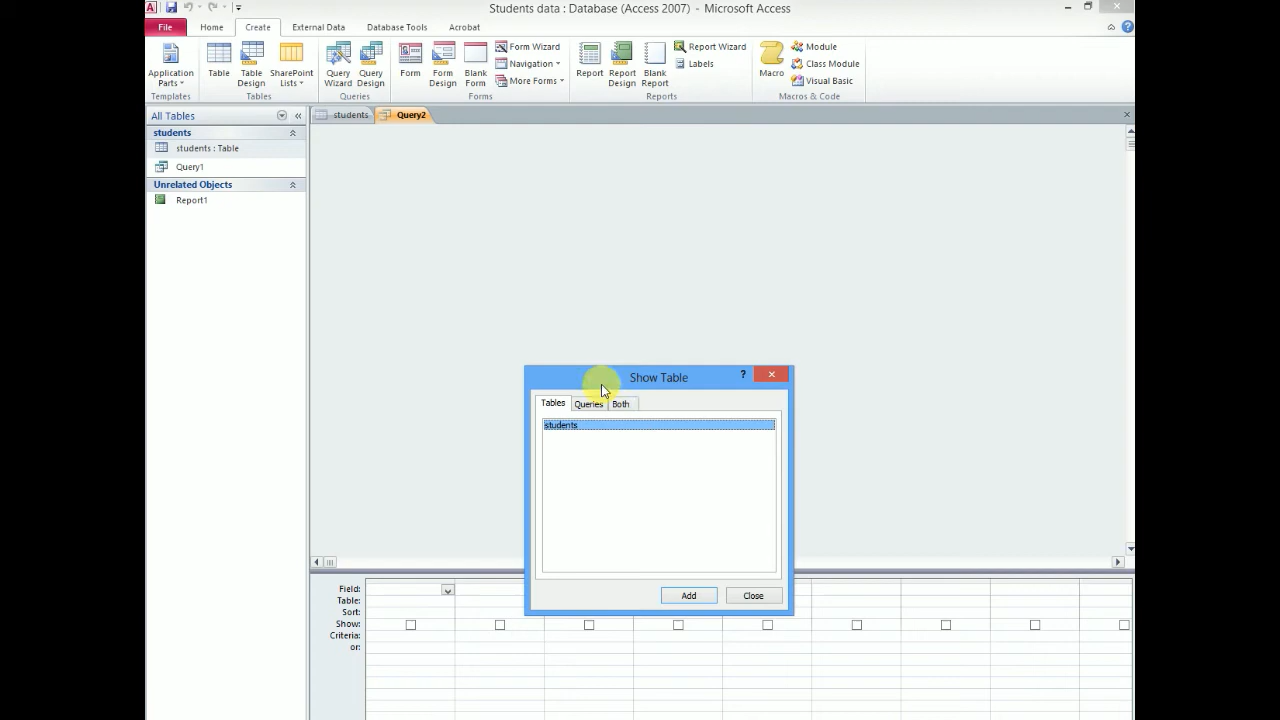 Students data : Database (Access 2007) - Microsoft Access
File Home Create External Data Database Tools Acrobat
Application Parts Table Table Design SharePoint Lists Query Wizard Query Design Form Form Design Blank Form Form Wizard Navigation More Forms Report Report Design Blank Report Report Wizard Labels Macro Module Class Module Visual Basic
Templates Tables Queries Forms Reports Macros & Code
All Tables
students Query2
students
students : Table
Query1
Unrelated Objects
Report1
Show Table
Tables Queries Both
students
Add Close
Field:
Table:
Sort:
Show:
Criteria:
or: